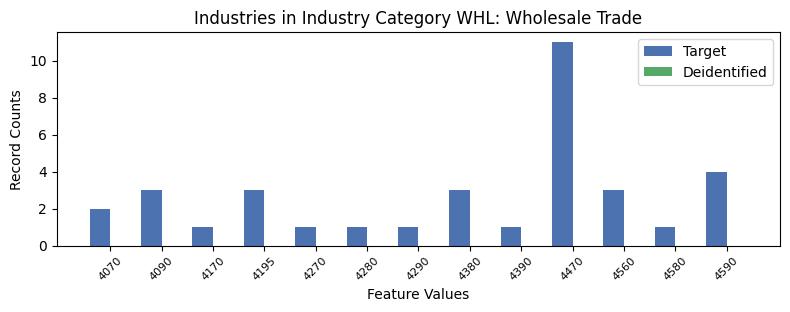 Industries in Industry Category WHL: Wholesale Trade
Target
Deidentified
Record Counts
10
8
6
4
2
0
4070 4090 4170 4195 4270 4280 4290 4380 4390 4470 4560 4580 4590
Feature Values